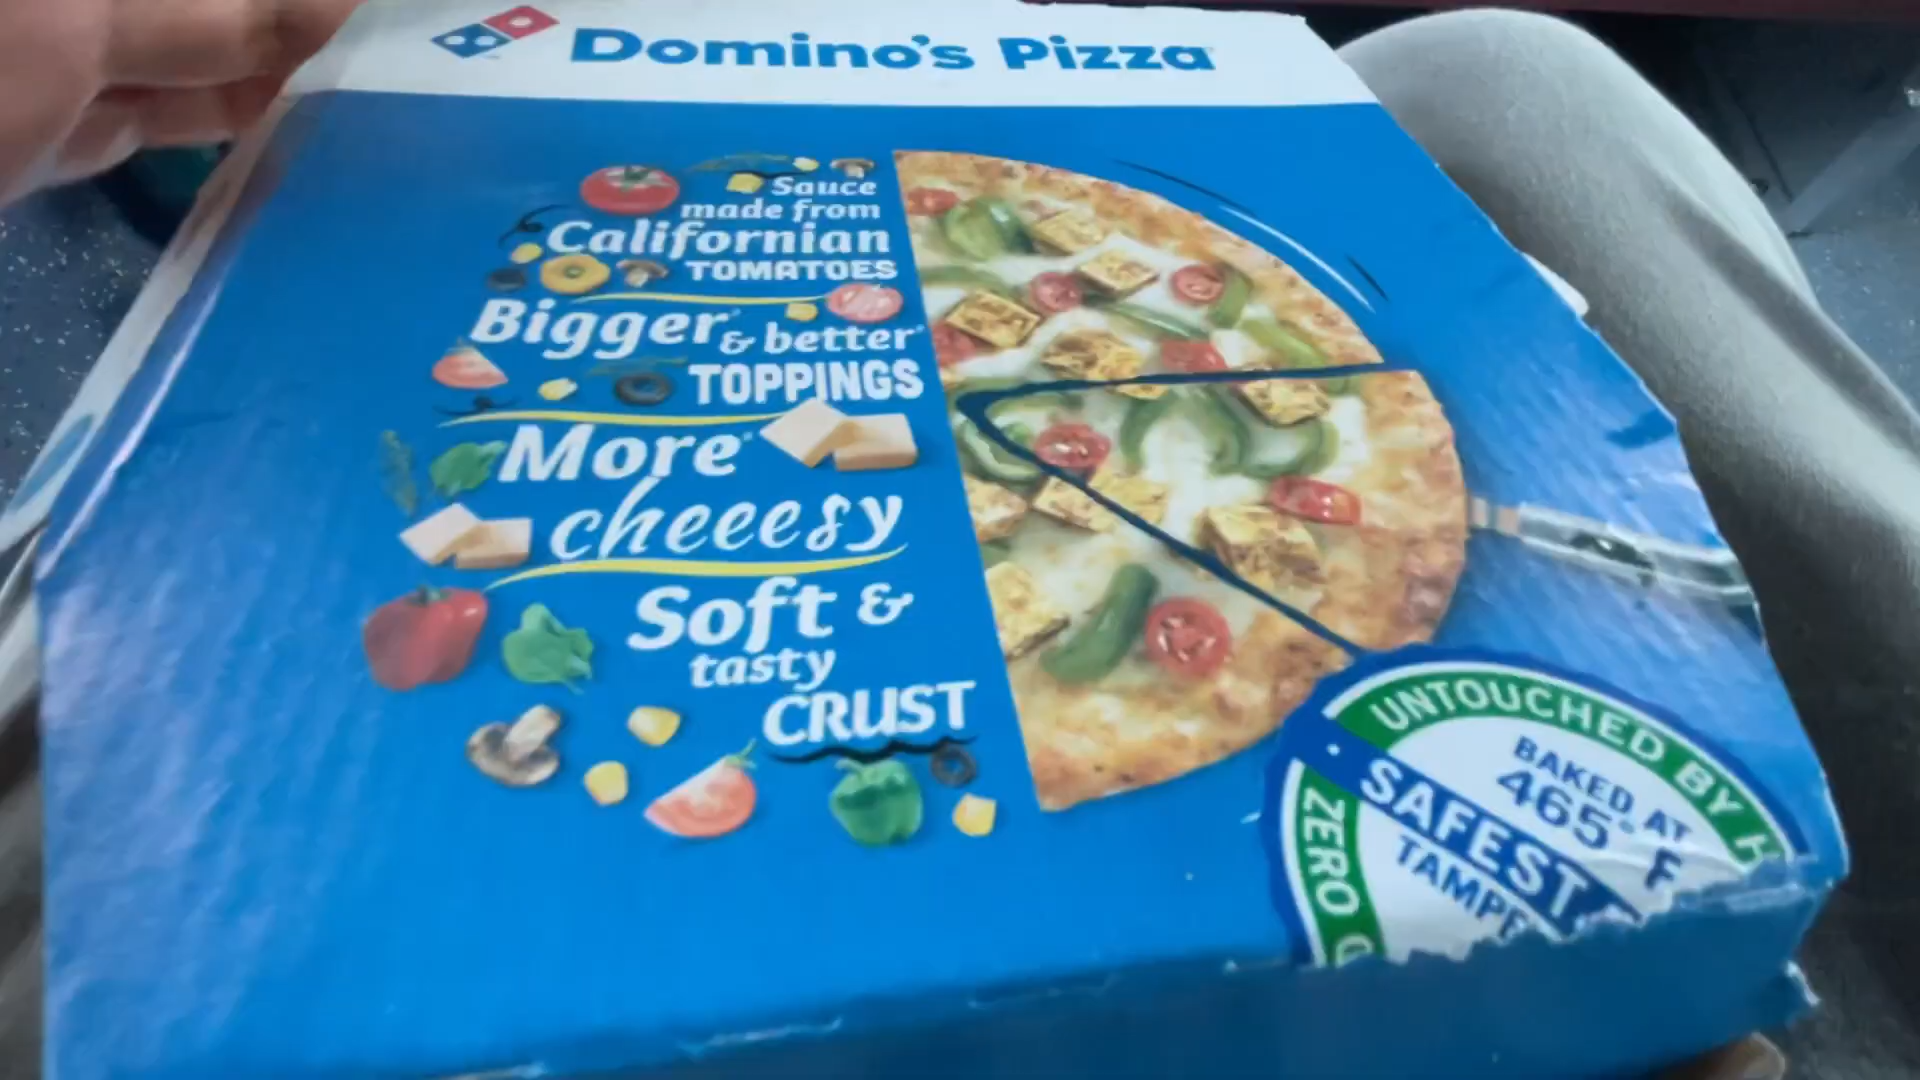 Domino's Pizza
Sauce
made from
Californian
TOMATOES
Bigger & better
TOPPINGS
More
cheeesy
Soft &
tasty
CRUST
UNTOUCHED BY
BAKED AT
465° F
SAFEST
ZERO